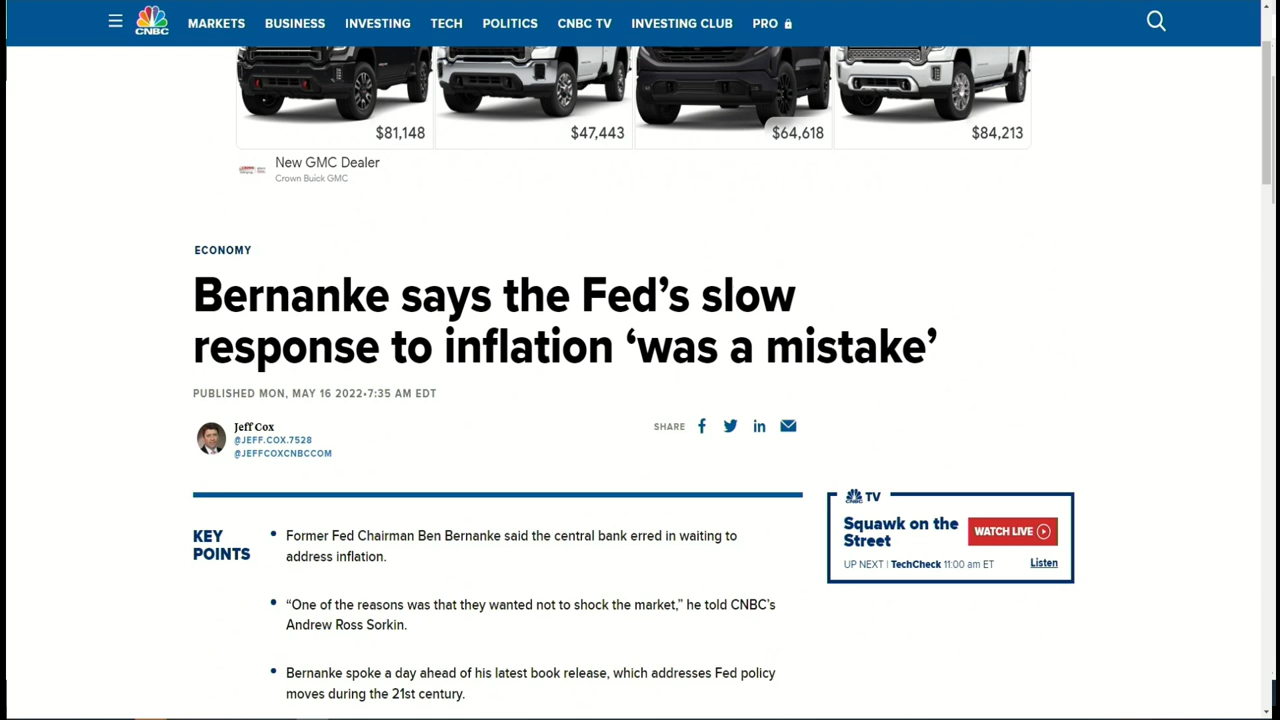 CNBC
MARKETS BUSINESS INVESTING TECH POLITICS CNBC TV INVESTING CLUB PRO
$81,148 $47,443 $64,618 $84,213
New GMC Dealer
Crown Buick GMC
ECONOMY
Bernanke says the Fed’s slow
response to inflation ‘was a mistake’
PUBLISHED MON, MAY 16 2022•7:35 AM EDT
Jeff Cox
@JEFF.COX.7528
@JEFFCOXCNBCCOM
SHARE
KEY
POINTS
Former Fed Chairman Ben Bernanke said the central bank erred in waiting to
address inflation.
“One of the reasons was that they wanted not to shock the market,” he told CNBC’s
Andrew Ross Sorkin.
Bernanke spoke a day ahead of his latest book release, which addresses Fed policy
moves during the 21st century.
CNBC TV
Squawk on the
Street
WATCH LIVE
UP NEXT | TechCheck 11:00 am ET
Listen